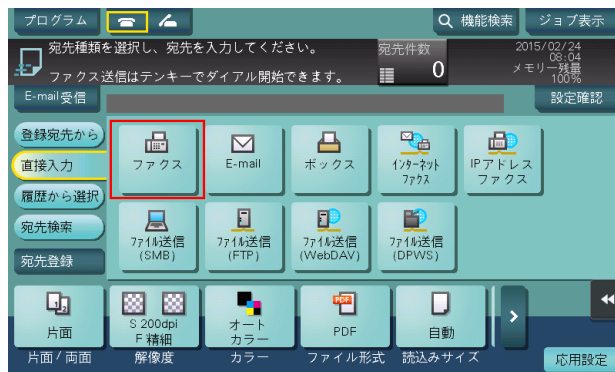 プログラム
機能検索
ジョブ表示
宛先種類を選択し、宛先を入力してください。
ファクス送信はテンキーでダイアル開始できます。
宛先件数
0
2015/02/24
08:04
メモリー残量
100%
E-mail受信
設定確認
登録宛先から
直接入力
履歴から選択
宛先検索
宛先登録
ファクス
E-mail
ボックス
インターネット
ファクス
IPアドレス
ファクス
ファイル送信
(SMB)
ファイル送信
(FTP)
ファイル送信
(WebDAV)
ファイル送信
(DPWS)
片面
片面/両面
S 200dpi
F 精細
解像度
オート
カラー
カラー
PDF
PDF
ファイル形式
自動
読込みサイズ
応用設定